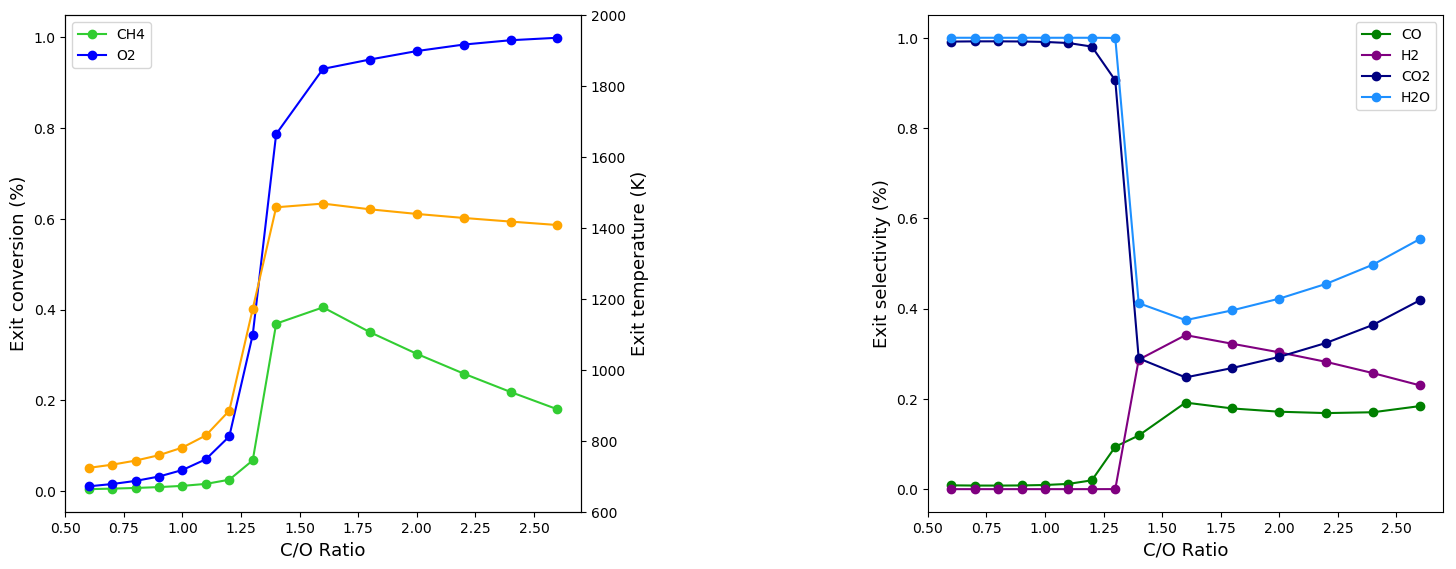 CH4
O2
1.0
0.8
0.6
0.4
0.2
0.0
Exit conversion (%)
0.50 0.75 1.00 1.25 1.50 1.75 2.00 2.25 2.50
C/O Ratio
2000
1800
1600
1400
1200
1000
800
600
Exit temperature (K)
CO
H2
CO2
H2O
1.0
0.8
0.6
0.4
0.2
0.0
Exit selectivity (%)
0.50 0.75 1.00 1.25 1.50 1.75 2.00 2.25 2.50
C/O Ratio